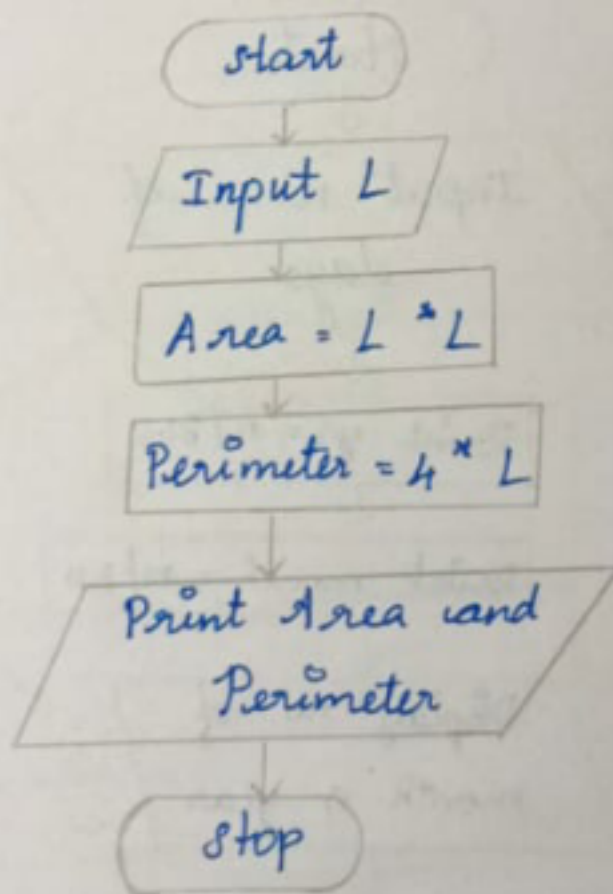 start
Input L
Area = L * L
Perimeter = 4 * L
Print Area and
Perimeter
stop